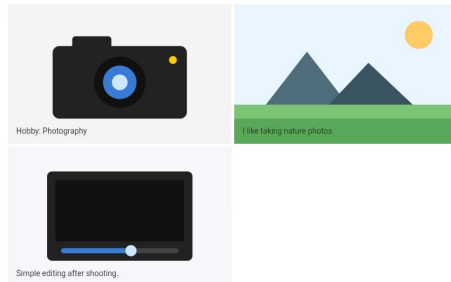 Hobby: Photography
I like taking nature photos.
Simple editing after shooting.